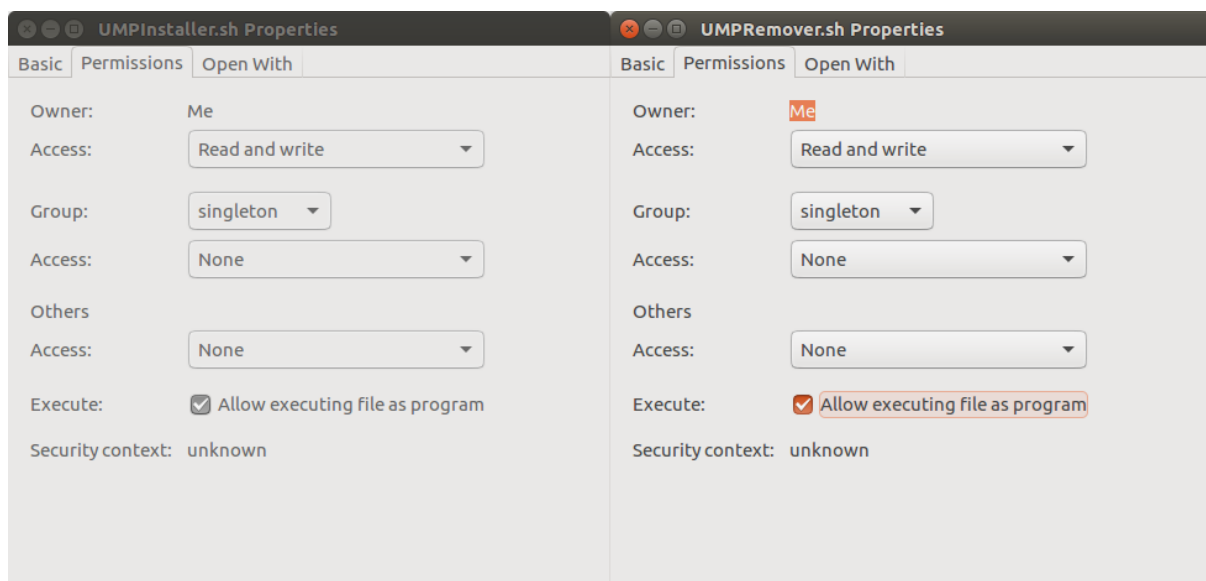 UMPInstaller.sh Properties
Basic Permissions Open With
Owner: Me
Access: Read and write
Group: singleton
Access: None
Others
Access: None
Execute: Allow executing file as program
Security context: unknown
UMPRemover.sh Properties
Basic Permissions Open With
Owner: Me
Access: Read and write
Group: singleton
Access: None
Others
Access: None
Execute: Allow executing file as program
Security context: unknown